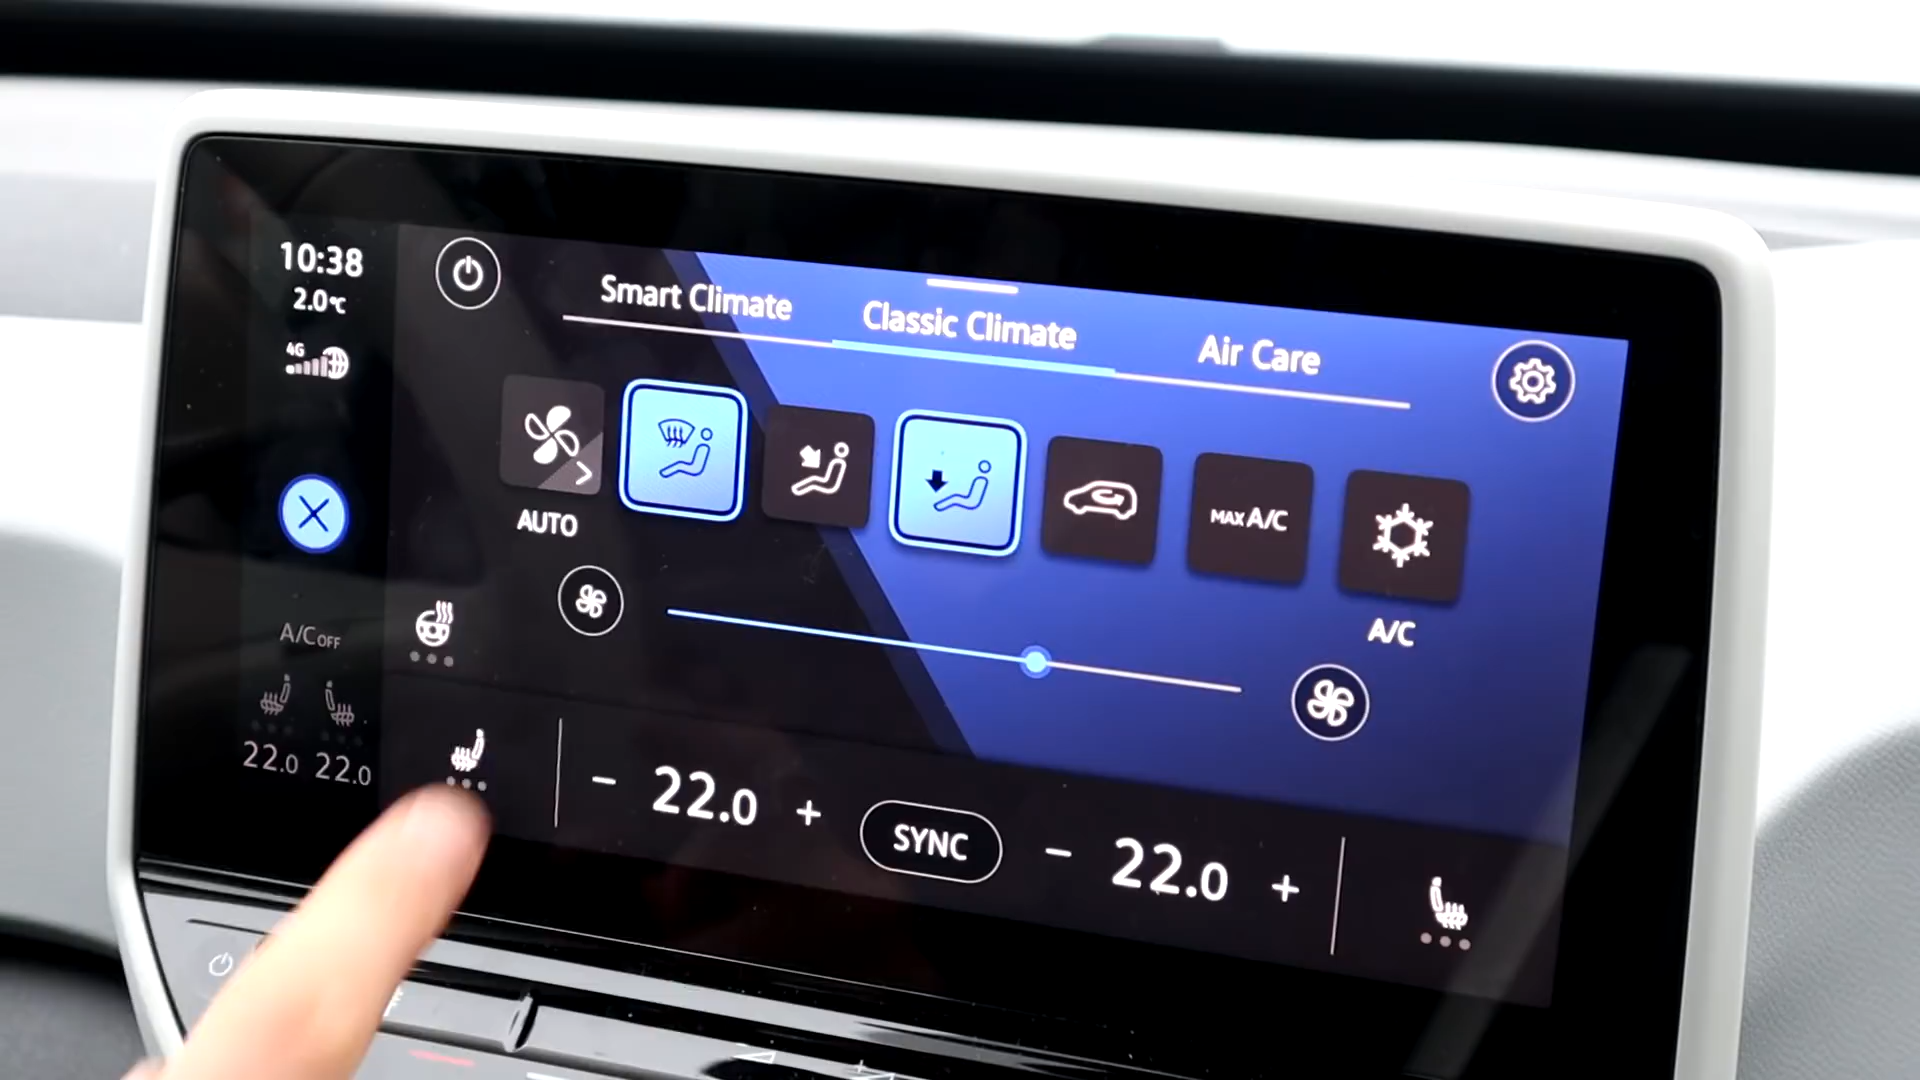 10:38
2.0°C
4G
Smart Climate
Classic Climate
Air Care
AUTO
MAX A/C
A/C
A/C OFF
22.0 22.0
− 22.0 +
SYNC
− 22.0 +